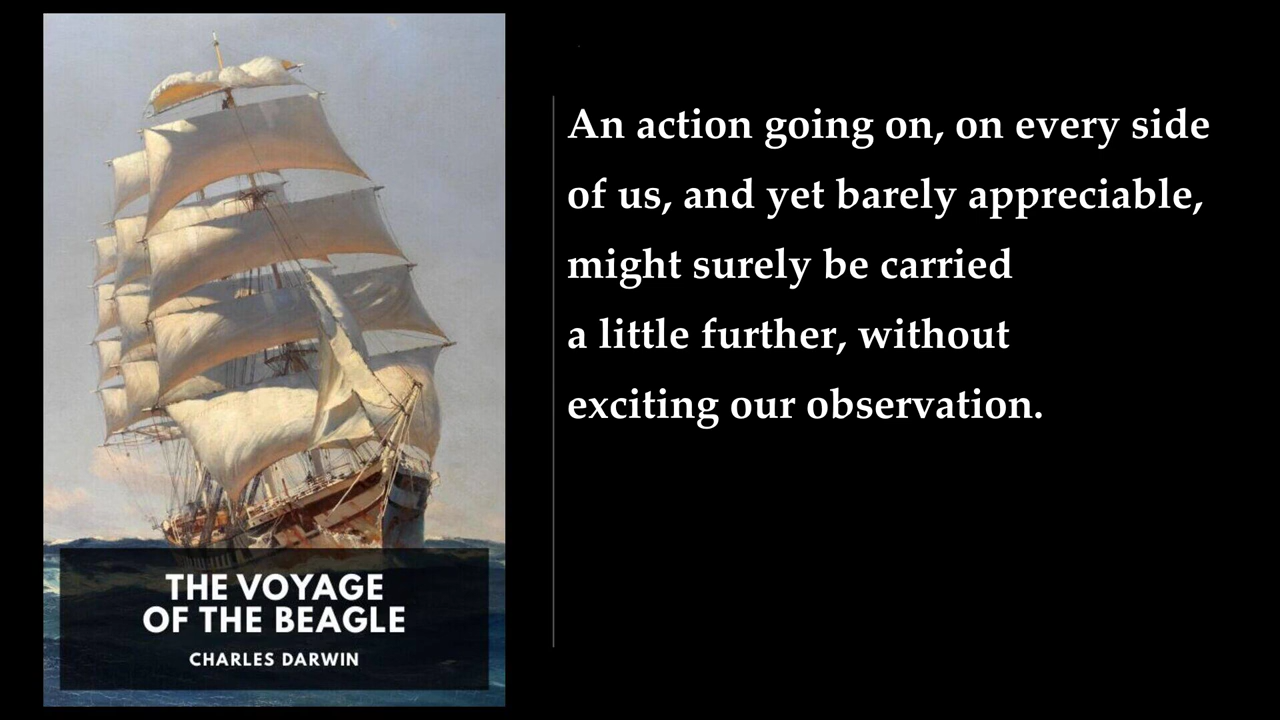 An action going on, on every side
of us, and yet barely appreciable,
might surely be carried
a little further, without
exciting our observation.
THE VOYAGE
OF THE BEAGLE
CHARLES DARWIN